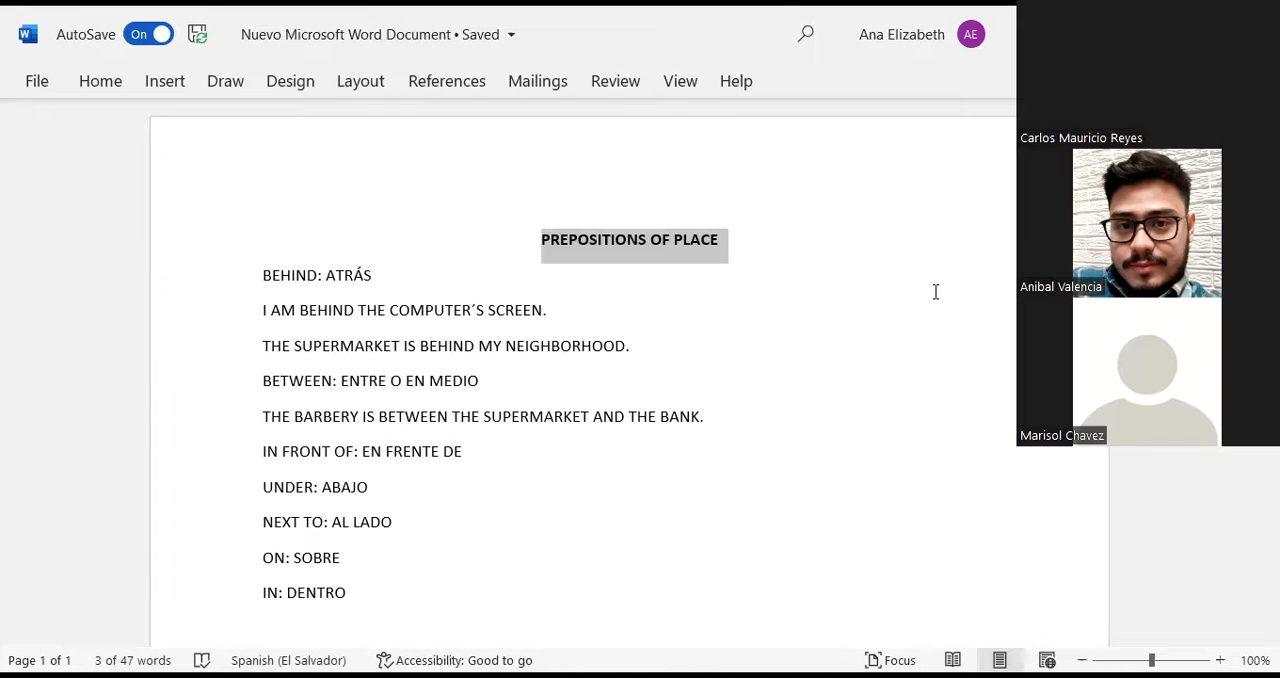 AutoSave On Nuevo Microsoft Word Document • Saved Ana Elizabeth AE
File Home Insert Draw Design Layout References Mailings Review View Help
Carlos Mauricio Reyes
Anibal Valencia
Marisol Chavez
PREPOSITIONS OF PLACE
BEHIND: ATRÁS
I AM BEHIND THE COMPUTER´S SCREEN.
THE SUPERMARKET IS BEHIND MY NEIGHBORHOOD.
BETWEEN: ENTRE O EN MEDIO
THE BARBERY IS BETWEEN THE SUPERMARKET AND THE BANK.
IN FRONT OF: EN FRENTE DE
UNDER: ABAJO
NEXT TO: AL LADO
ON: SOBRE
IN: DENTRO
Page 1 of 1 3 of 47 words Spanish (El Salvador) Accessibility: Good to go Focus 100%